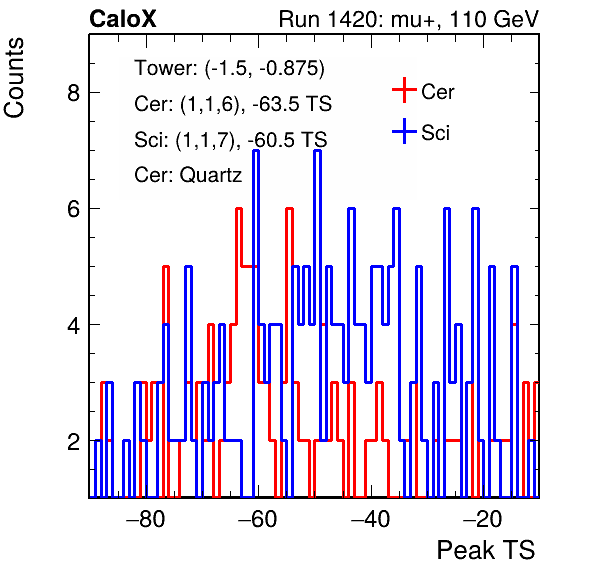 CaloX Run 1420: mu+, 110 GeV
Counts
Tower: (-1.5, -0.875)
Cer: (1,1,6), -63.5 TS
Sci: (1,1,7), -60.5 TS
Cer: Quartz
Cer
Sci
8
6
4
2
−80 −60 −40 −20
Peak TS